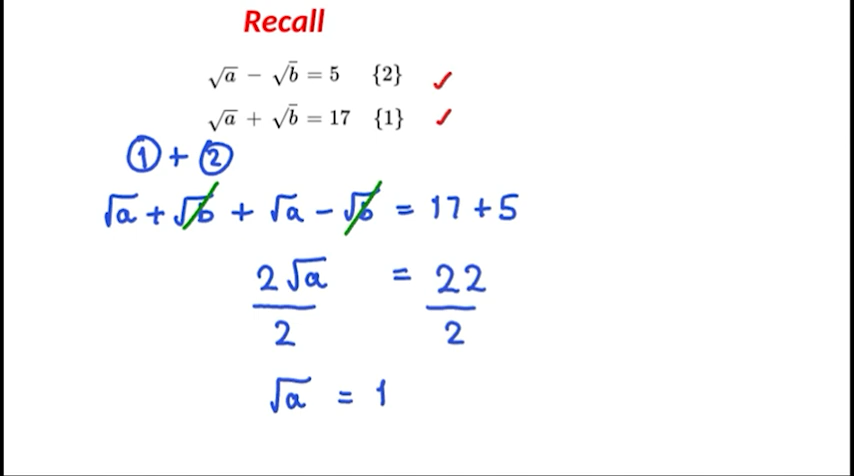 Recall
√a − √b = 5 {2} ✓
√a + √b = 17 {1} ✓
① + ②
√a + √b + √a − √b = 17 + 5
2√a / 2 = 22 / 2
√a = 1